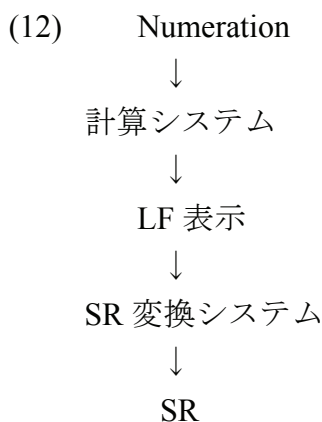 (12) Numeration
↓
計算システム
↓
LF 表示
↓
SR 変換システム
↓
SR